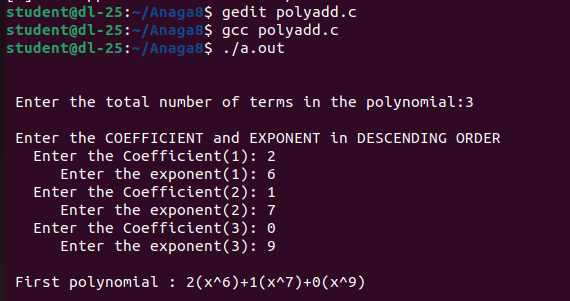 student@dl-25:~/Anaga8$ gedit polyadd.c
student@dl-25:~/Anaga8$ gcc polyadd.c
student@dl-25:~/Anaga8$ ./a.out
Enter the total number of terms in the polynomial:3
Enter the COEFFICIENT and EXPONENT in DESCENDING ORDER
Enter the Coefficient(1): 2
Enter the exponent(1): 6
Enter the Coefficient(2): 1
Enter the exponent(2): 7
Enter the Coefficient(3): 0
Enter the exponent(3): 9
First polynomial : 2(x^6)+1(x^7)+0(x^9)